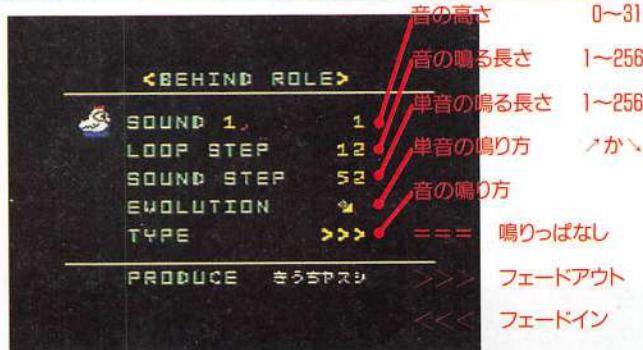 音の高さ 0～31
<BEHIND ROLE>
音の鳴る長さ 1～256
SOUND 1 1
単音の鳴る長さ 1～256
LOOP STEP 12
単音の鳴り方 ↗か↘
SOUND STEP 52
EVOLUTION ↘
音の鳴り方
TYPE >>>
=== 鳴りっぱなし
PRODUCE きうちヤスシ
>>> フェードアウト
<<< フェードイン